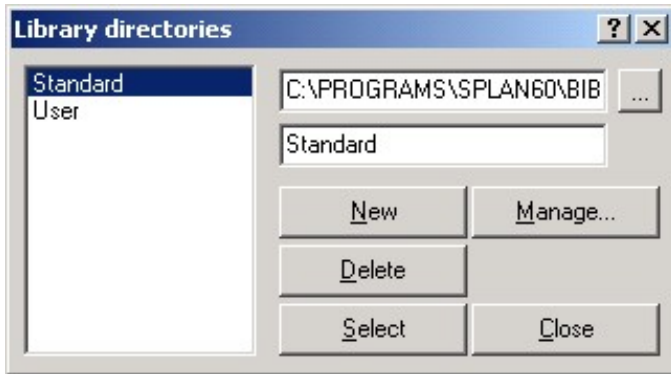 Library directories
Standard
User
C:\PROGRAMS\SPLAN60\BIB
...
Standard
New
Manage...
Delete
Select
Close